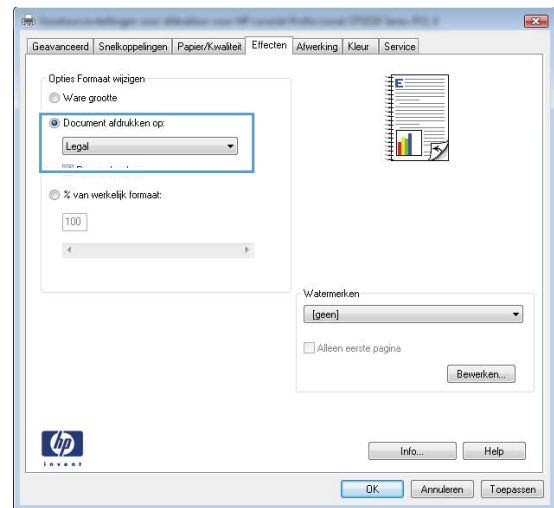 Geavanceerd Snelkoppelingen Papier/Kwaliteit Effecten Afwerking Kleur Service
Opties Formaat wijzigen
Ware grootte
Document afdrukken op:
Legal
% van werkelijk formaat:
100
E
Watermerken
[geen]
Alleen eerste pagina
Bewerken...
hp
invent
Info... Help
OK Annuleren Toepassen